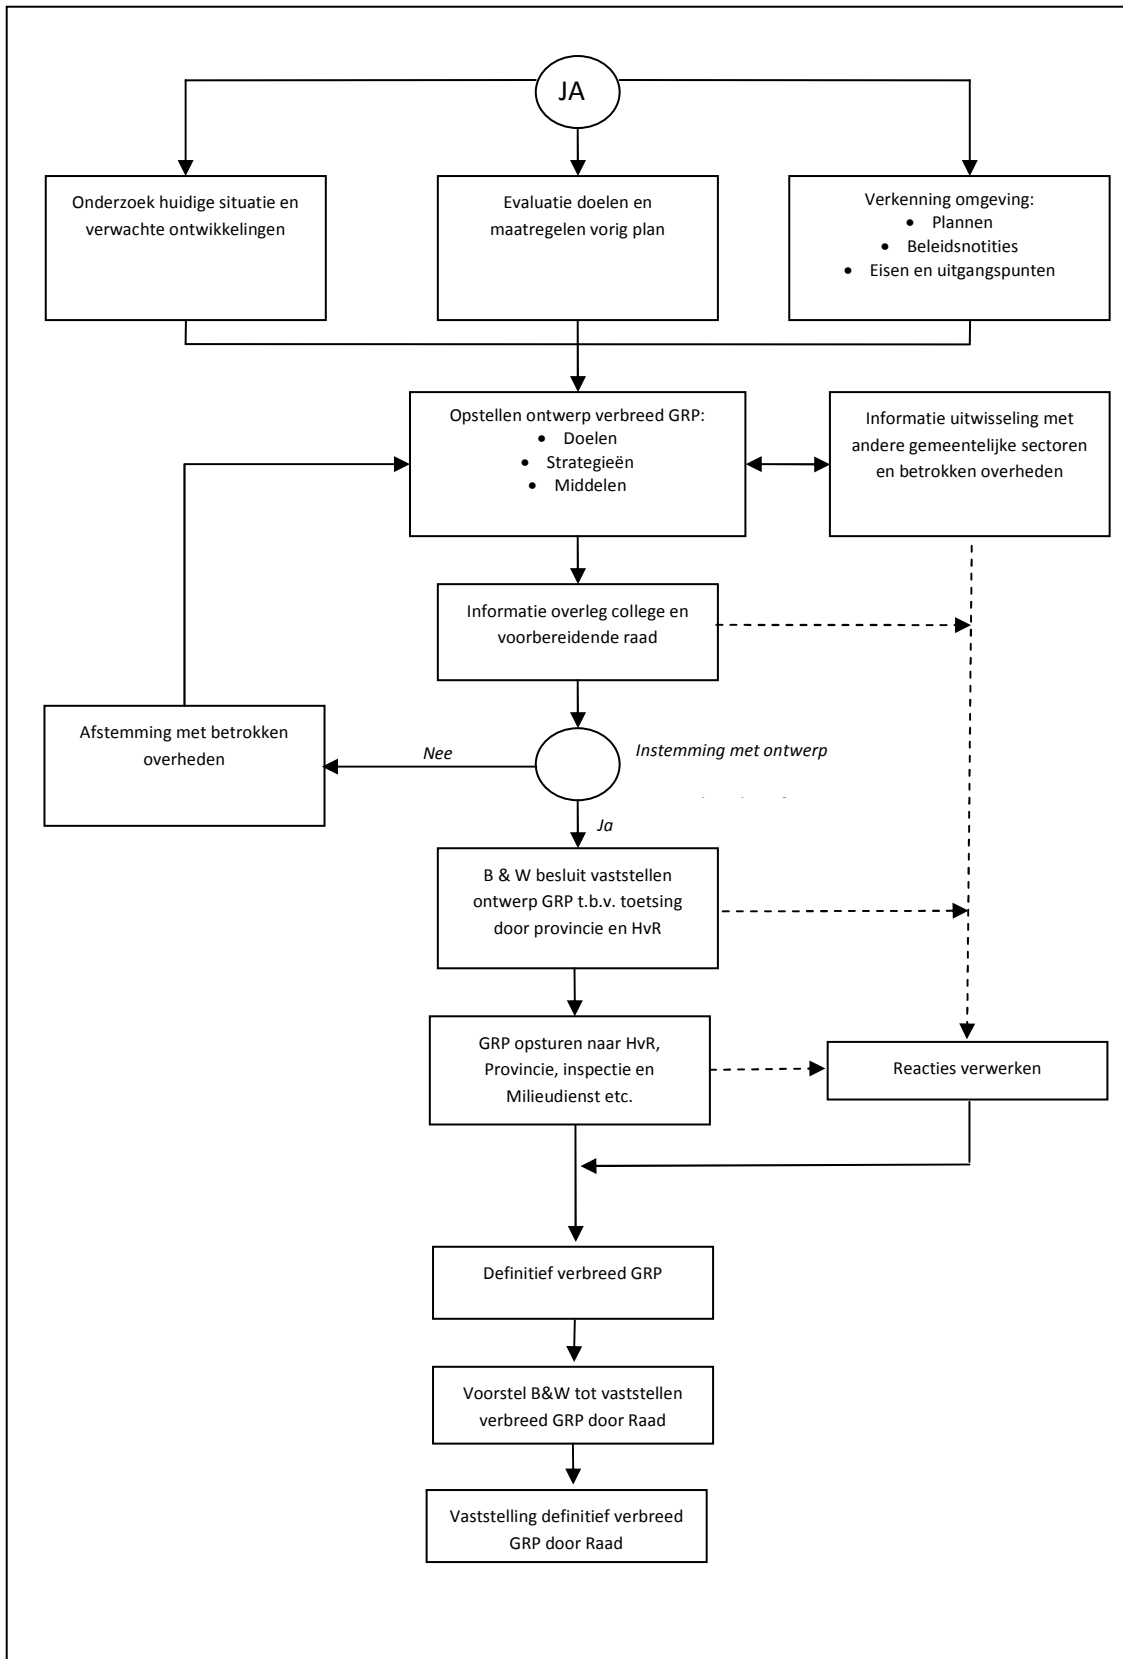 JA
Onderzoek huidige situatie en
verwachte ontwikkelingen
Evaluatie doelen en
maatregelen vorig plan
Verkenning omgeving:
• Plannen
• Beleidsnotities
• Eisen en uitgangspunten
Opstellen ontwerp verbreed GRP:
• Doelen
• Strategieën
• Middelen
Informatie uitwisseling met
andere gemeentelijke sectoren
en betrokken overheden
Informatie overleg college en
voorbereidende raad
Afstemming met betrokken
overheden
Nee
Instemming met ontwerp
Ja
B & W besluit vaststellen
ontwerp GRP t.b.v. toetsing
door provincie en HvR
GRP opsturen naar HvR,
Provincie, inspectie en
Milieudienst etc.
Reacties verwerken
Definitief verbreed GRP
Voorstel B&W tot vaststellen
verbreed GRP door Raad
Vaststelling definitief verbreed
GRP door Raad